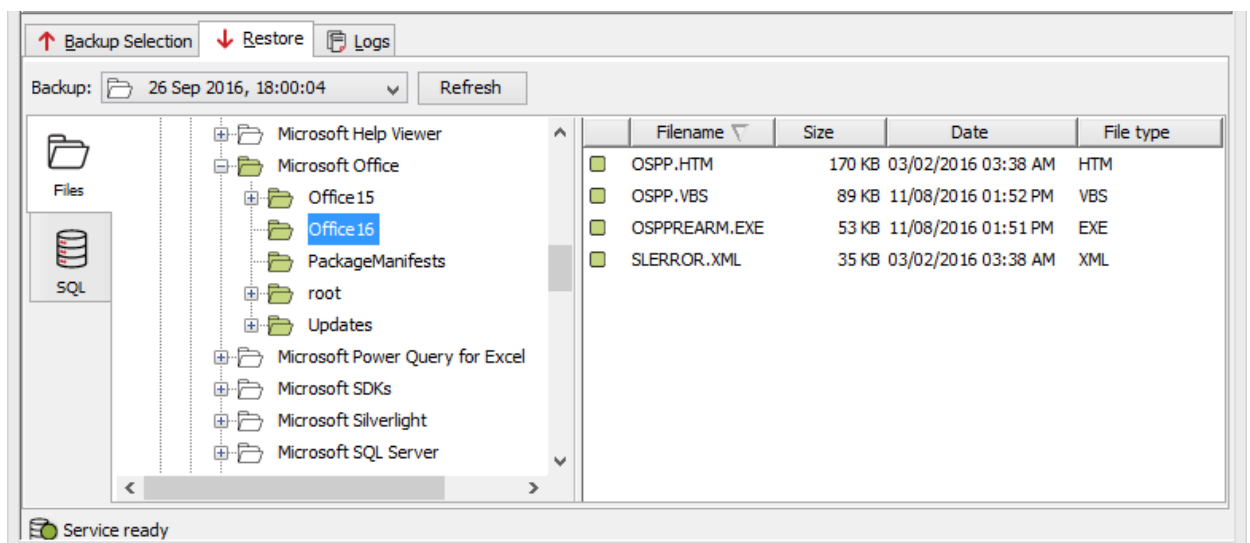 Backup Selection Restore Logs
Backup: 26 Sep 2016, 18:00:04 Refresh
Files
SQL
Microsoft Help Viewer
Microsoft Office
Office15
Office16
PackageManifests
root
Updates
Microsoft Power Query for Excel
Microsoft SDKs
Microsoft Silverlight
Microsoft SQL Server
Filename Size Date File type
OSPP.HTM 170 KB 03/02/2016 03:38 AM HTM
OSPP.VBS 89 KB 11/08/2016 01:52 PM VBS
OSPPREARM.EXE 53 KB 11/08/2016 01:51 PM EXE
SLERROR.XML 35 KB 03/02/2016 03:38 AM XML
Service ready